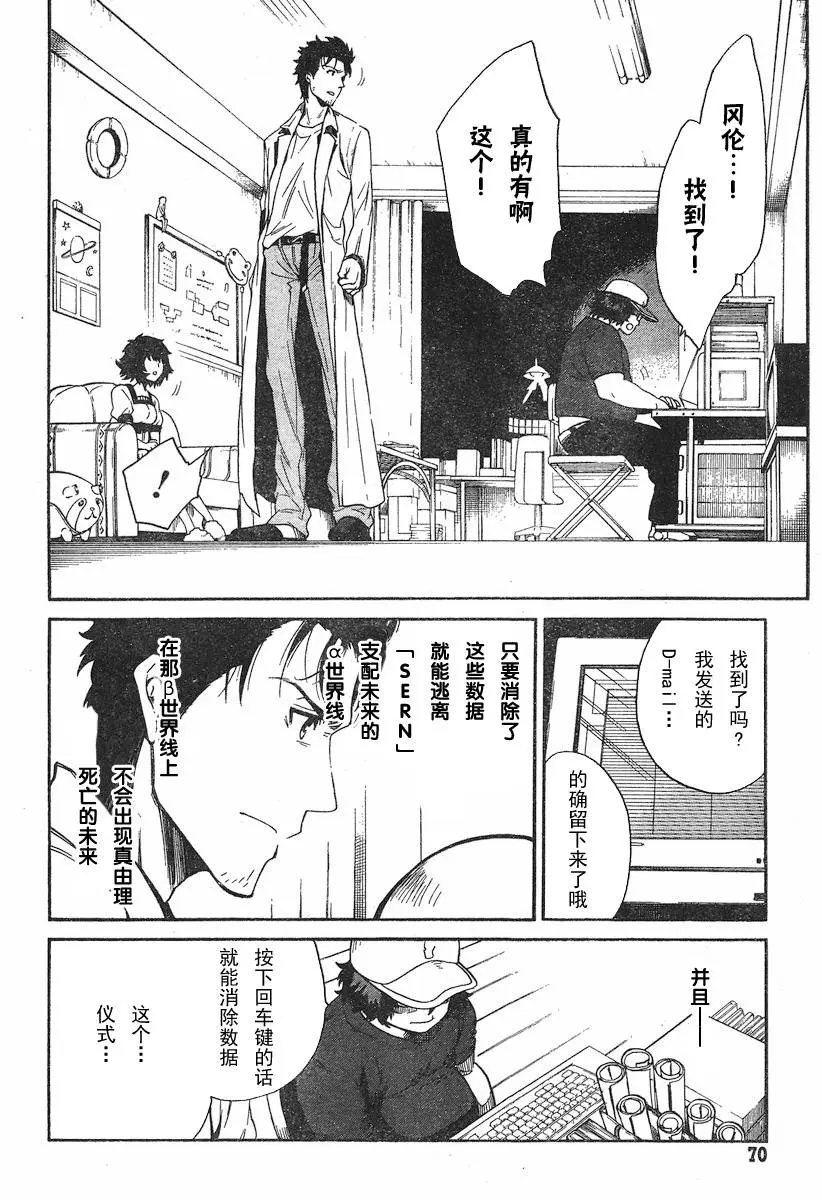 冈伦…！
找到了！
真的有啊
这个！
！
找到了吗？
我发送的
D-mail…
的确留下来了哦
只要消除了
这些数据
就能逃离
支配未来的
「SERN」
α世界线
在那β世界线上
不会出现真由理
死亡的未来
并且——
按下回车键的话
就能消除数据
这个…
仪式…
70